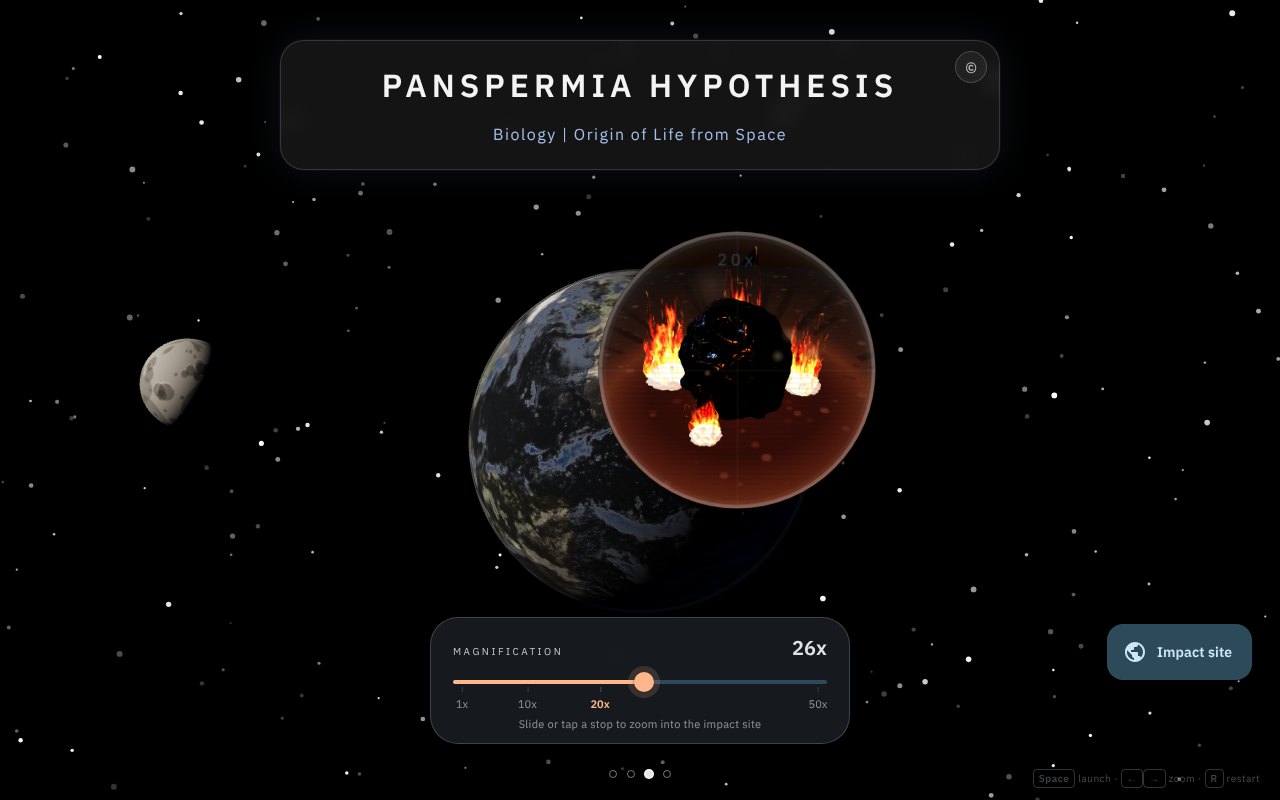 PANSPERMIA HYPOTHESIS
©
Biology | Origin of Life from Space
20x
MAGNIFICATION 26x
1x 10x 20x 50x
Slide or tap a stop to zoom into the impact site
Impact site
Space launch · ← → zoom · R restart